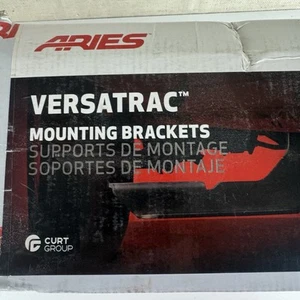 ARIES
VERSATRAC™
MOUNTING BRACKETS
SUPPORTS DE MONTAGE
SOPORTES DE MONTAJE
CURT
GROUP